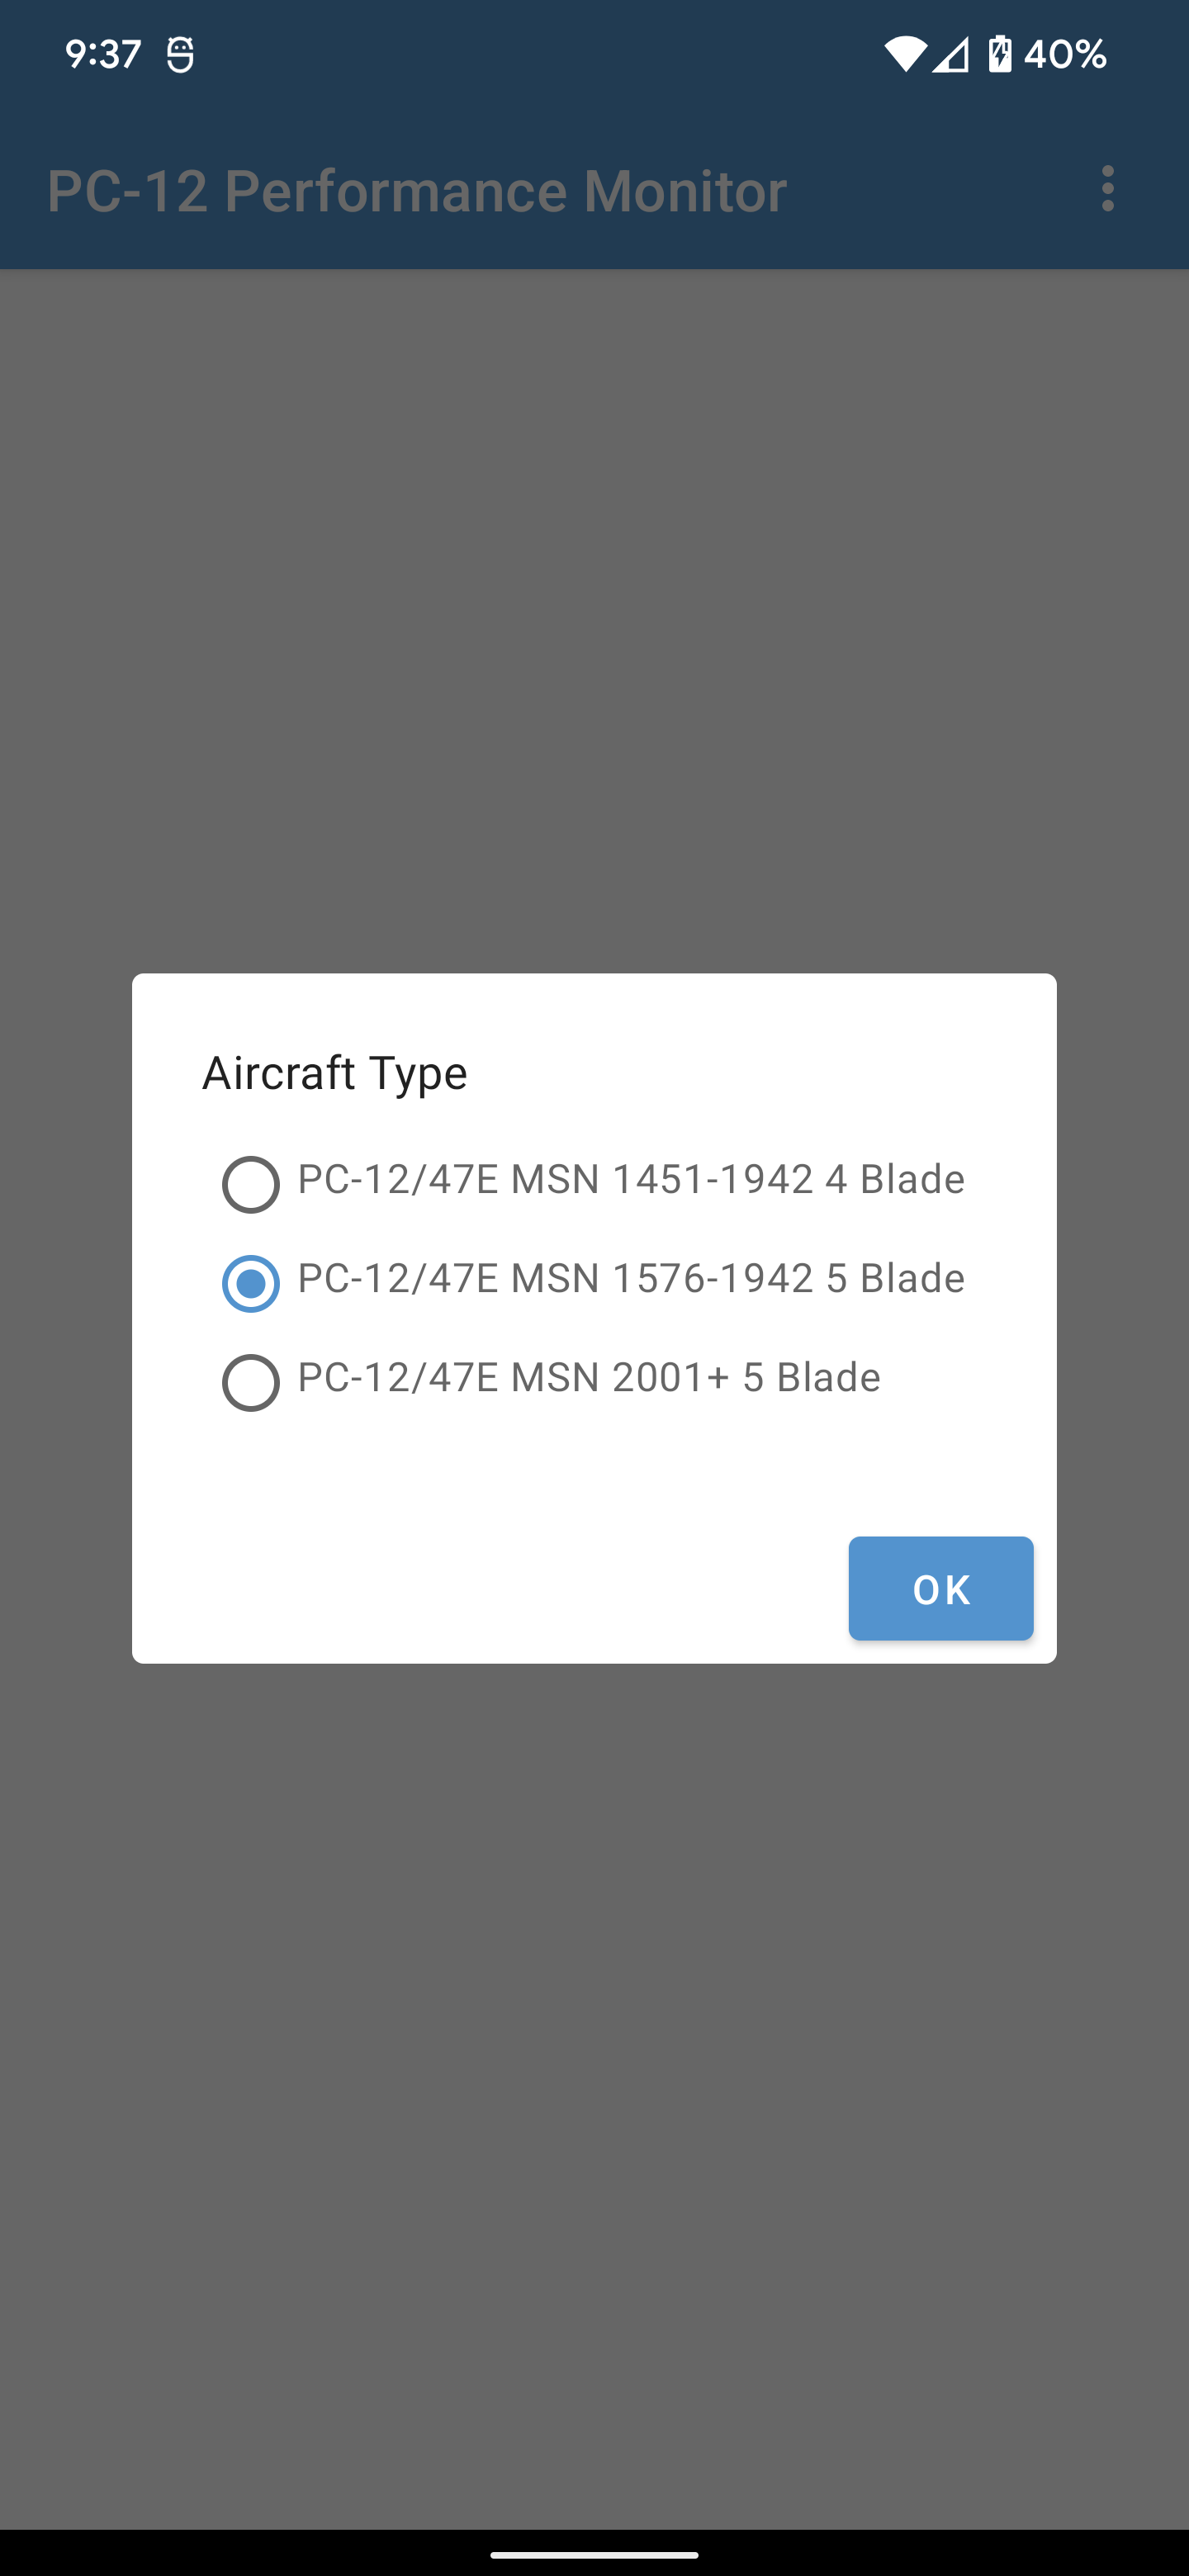 9:37
40%
PC-12 Performance Monitor
Aircraft Type
PC-12/47E MSN 1451-1942 4 Blade
PC-12/47E MSN 1576-1942 5 Blade
PC-12/47E MSN 2001+ 5 Blade
OK